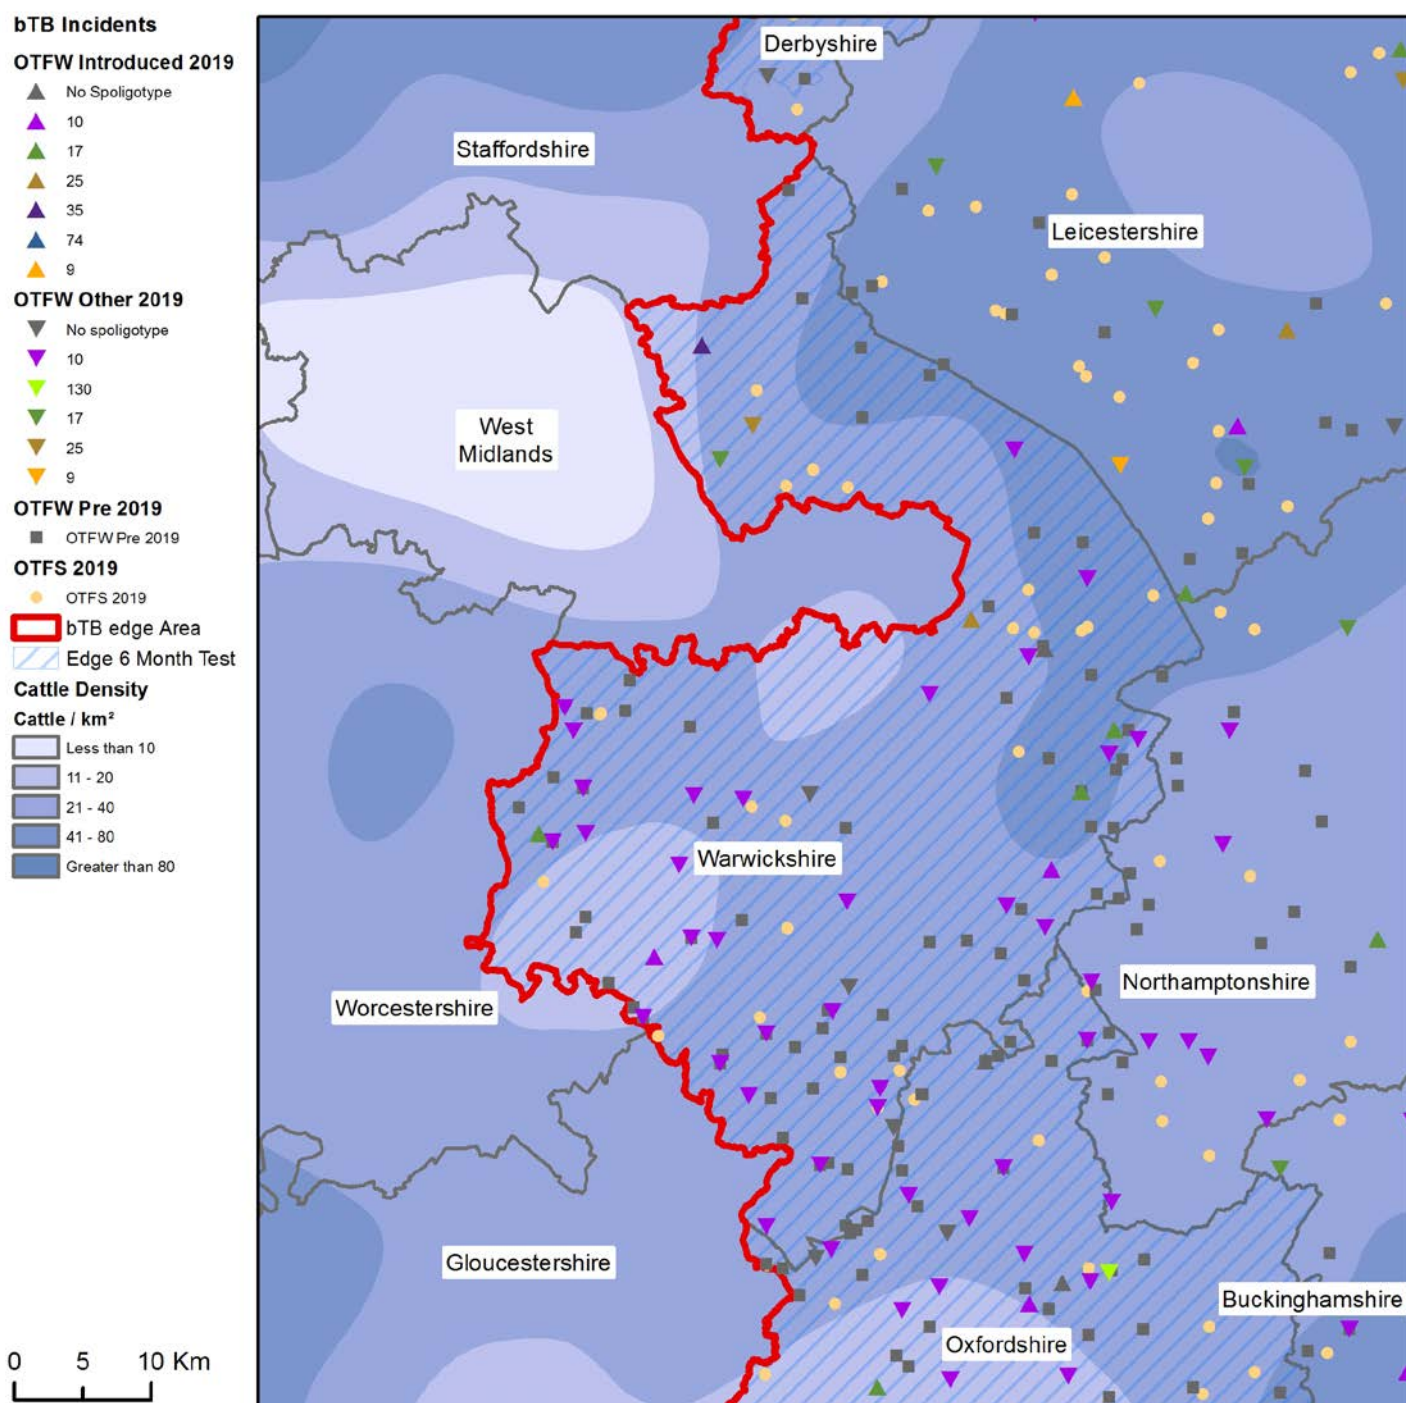 bTB Incidents
OTFW Introduced 2019
No Spoligotype
10
17
25
35
74
9
OTFW Other 2019
No spoligotype
10
130
17
25
9
OTFW Pre 2019
OTFW Pre 2019
OTFS 2019
OTFS 2019
bTB edge Area
Edge 6 Month Test
Cattle Density
Cattle / km²
Less than 10
11 - 20
21 - 40
41 - 80
Greater than 80
0 5 10 Km
Derbyshire
Staffordshire
Leicestershire
West
Midlands
Warwickshire
Northamptonshire
Worcestershire
Gloucestershire
Buckinghamshire
Oxfordshire